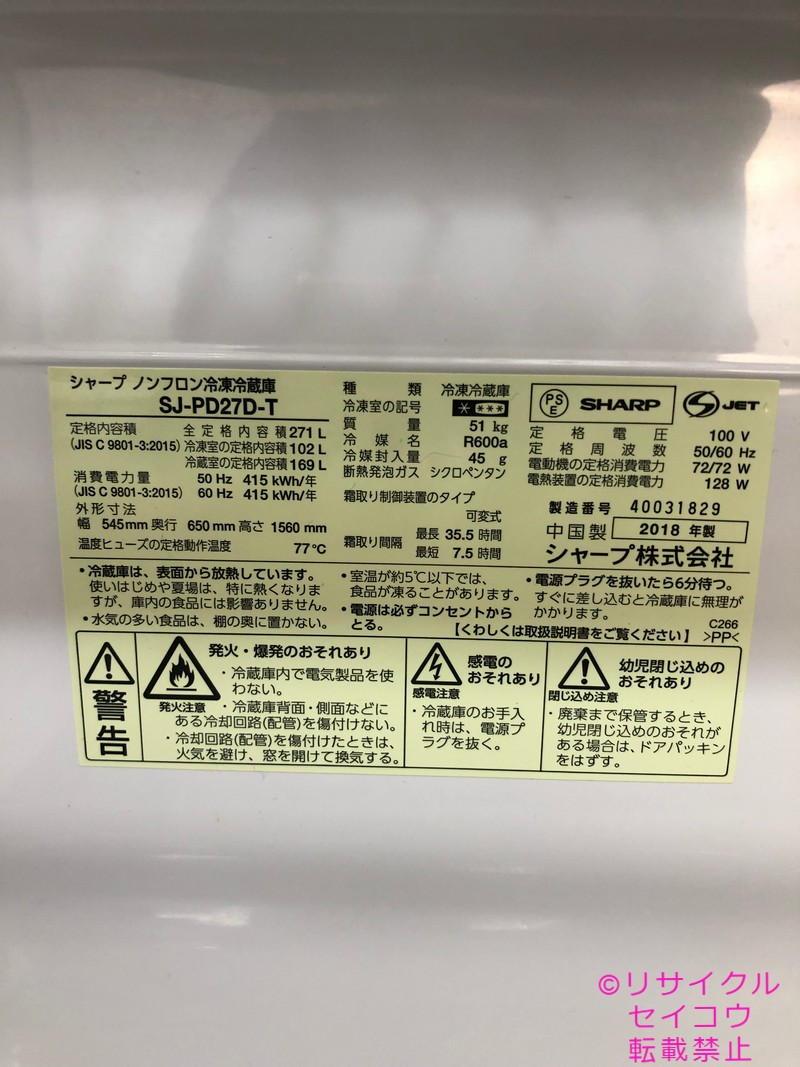 シャープ ノンフロン冷凍冷蔵庫
SJ-PD27D-T
定格内容積 全定格内容積 271 L
(JIS C 9801-3:2015) 冷凍室の定格内容積 102 L
冷蔵室の定格内容積 169 L
消費電力量 50 Hz 415 kWh/年
(JIS C 9801-3:2015) 60 Hz 415 kWh/年
外形寸法
幅 545mm 奥行 650 mm 高さ 1560 mm
温度ヒューズの定格動作温度 77℃
種類 冷凍冷蔵庫
冷凍室の記号 * ***
質量 51 kg
冷媒名 R600a
冷媒封入量 45 g
断熱発泡ガス シクロペンタン
霜取り制御装置のタイプ
可変式
霜取り間隔 最長 35.5 時間
最短 7.5 時間
PSE SHARP S JET
定格電圧 100 V
定格周波数 50/60 Hz
電動機の定格消費電力 72/72 W
電熱装置の定格消費電力 128 W
製造番号 40031829
中国製 2018 年製
シャープ株式会社
・冷蔵庫は、表面から放熱しています。
使いはじめや夏場は、特に熱くなりま
すが、庫内の食品には影響ありません。
・水気の多い食品は、棚の奥に置かない。
・室温が約5℃以下では、
食品が凍ることがあります。
・電源は必ずコンセントから
とる。
・電源プラグを抜いたら6分待つ。
すぐに差し込むと冷蔵庫に無理が
かかります。
【くわしくは取扱説明書をご覧ください】
C266
>PP<
警告
発火・爆発のおそれあり
発火注意
・冷蔵庫内で電気製品を使
わない。
・冷蔵庫背面・側面などに
ある冷却回路(配管)を傷付けない。
・冷却回路(配管)を傷付けたときは、
火気を避け、窓を開けて換気する。
感電の
おそれあり
感電注意
・冷蔵庫のお手入
れ時は、電源プ
ラグを抜く。
幼児閉じ込めの
おそれあり
閉じ込め注意
・廃棄まで保管するとき、
幼児閉じ込めのおそれが
ある場合は、ドアパッキン
をはずす。
©リサイクル
セイコウ
転載禁止